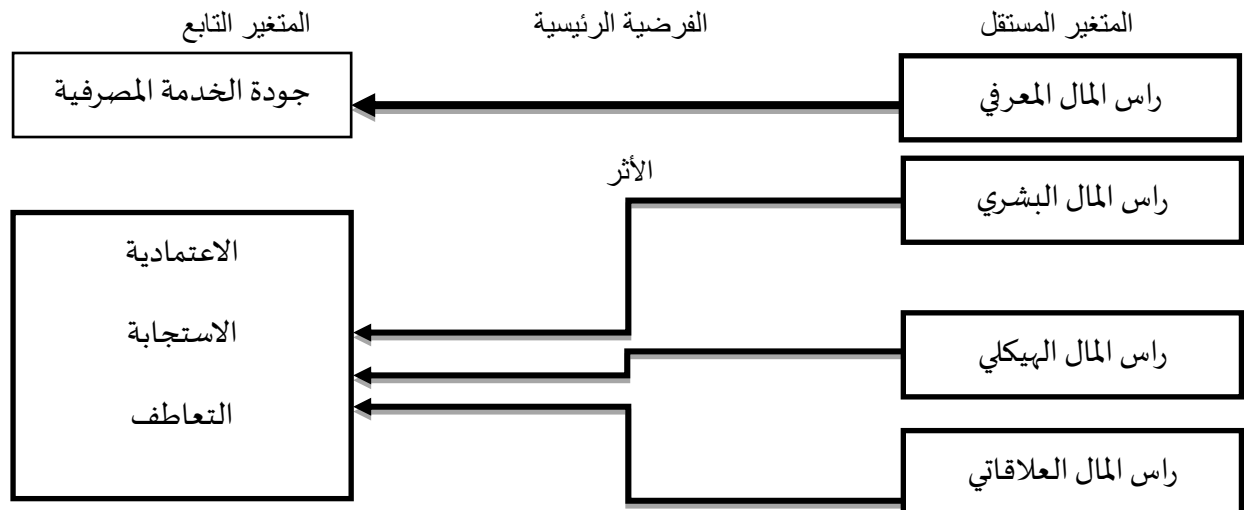 المتغير المستقل
الفرضية الرئيسية
المتغير التابع
راس المال المعرفي
جودة الخدمة المصرفية
الأثر
راس المال البشري
راس المال الهيكلي
راس المال العلاقاتي
الاعتمادية
الاستجابة
التعاطف